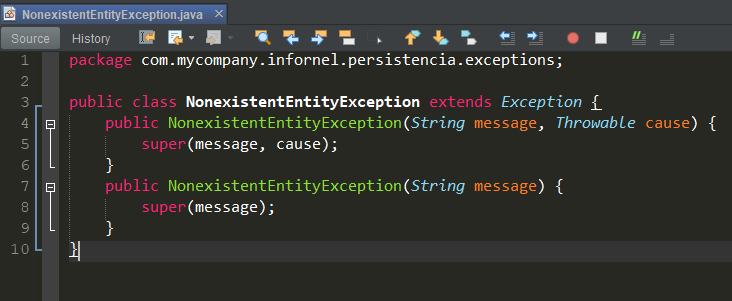 NonexistentEntityException.java ×
Source History
1 package com.mycompany.infornel.persistencia.exceptions;
2
3 public class NonexistentEntityException extends Exception {
4 public NonexistentEntityException(String message, Throwable cause) {
5 super(message, cause);
6 }
7 public NonexistentEntityException(String message) {
8 super(message);
9 }
10 }